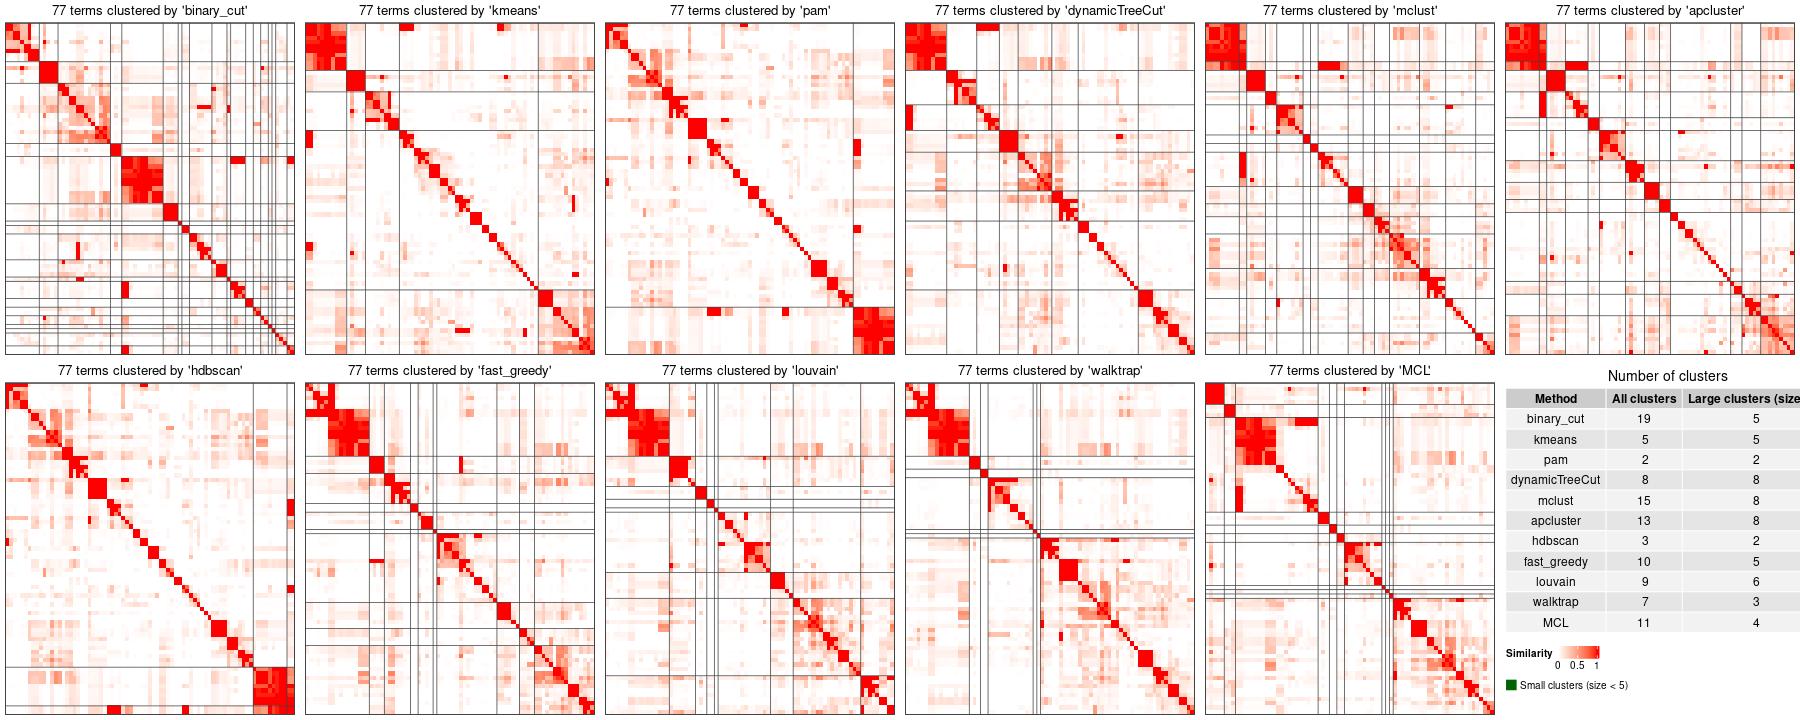 77 terms clustered by 'binary_cut'
77 terms clustered by 'kmeans'
77 terms clustered by 'pam'
77 terms clustered by 'dynamicTreeCut'
77 terms clustered by 'mclust'
77 terms clustered by 'apcluster'
77 terms clustered by 'hdbscan'
77 terms clustered by 'fast_greedy'
77 terms clustered by 'louvain'
77 terms clustered by 'walktrap'
77 terms clustered by 'MCL'
Number of clusters
Method All clusters Large clusters (size
binary_cut 19 5
kmeans 5 5
pam 2 2
dynamicTreeCut 8 8
mclust 15 8
apcluster 13 8
hdbscan 3 2
fast_greedy 10 5
louvain 9 6
walktrap 7 3
MCL 11 4
Similarity
0 0.5 1
Small clusters (size < 5)